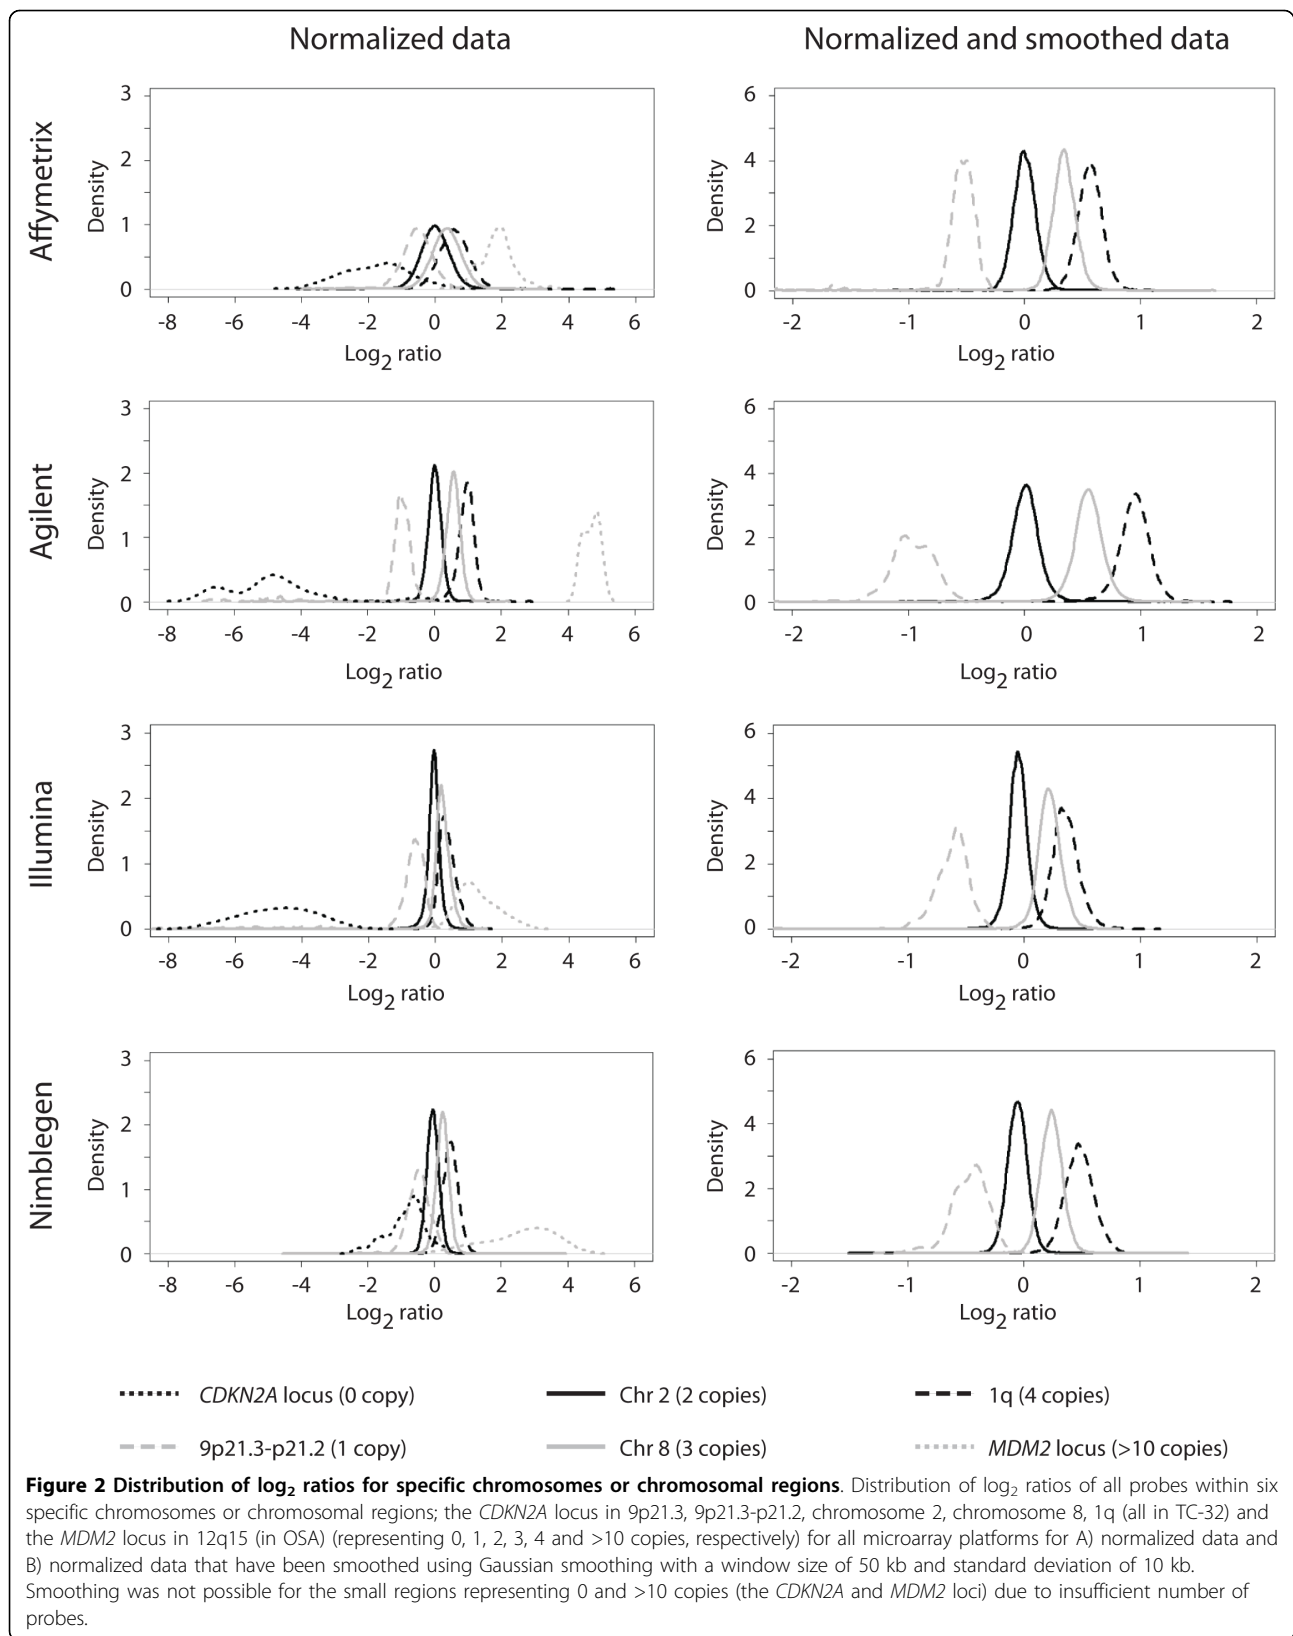 Normalized data
Normalized and smoothed data
Affymetrix
Density
3
2
1
0
-8 -6 -4 -2 0 2 4 6
Log2 ratio
Density
6
4
2
0
-2 -1 0 1 2
Log2 ratio
Agilent
Density
3
2
1
0
-8 -6 -4 -2 0 2 4 6
Log2 ratio
Density
6
4
2
0
-2 -1 0 1 2
Log2 ratio
Illumina
Density
3
2
1
0
-8 -6 -4 -2 0 2 4 6
Log2 ratio
Density
6
4
2
0
-2 -1 0 1 2
Log2 ratio
Nimblegen
Density
3
2
1
0
-8 -6 -4 -2 0 2 4 6
Log2 ratio
Density
6
4
2
0
-2 -1 0 1 2
Log2 ratio
CDKN2A locus (0 copy)
Chr 2 (2 copies)
1q (4 copies)
9p21.3-p21.2 (1 copy)
Chr 8 (3 copies)
MDM2 locus (>10 copies)
Figure 2 Distribution of log2 ratios for specific chromosomes or chromosomal regions. Distribution of log2 ratios of all probes within six
specific chromosomes or chromosomal regions; the CDKN2A locus in 9p21.3, 9p21.3-p21.2, chromosome 2, chromosome 8, 1q (all in TC-32) and
the MDM2 locus in 12q15 (in OSA) (representing 0, 1, 2, 3, 4 and >10 copies, respectively) for all microarray platforms for A) normalized data and
B) normalized data that have been smoothed using Gaussian smoothing with a window size of 50 kb and standard deviation of 10 kb.
Smoothing was not possible for the small regions representing 0 and >10 copies (the CDKN2A and MDM2 loci) due to insufficient number of
probes.